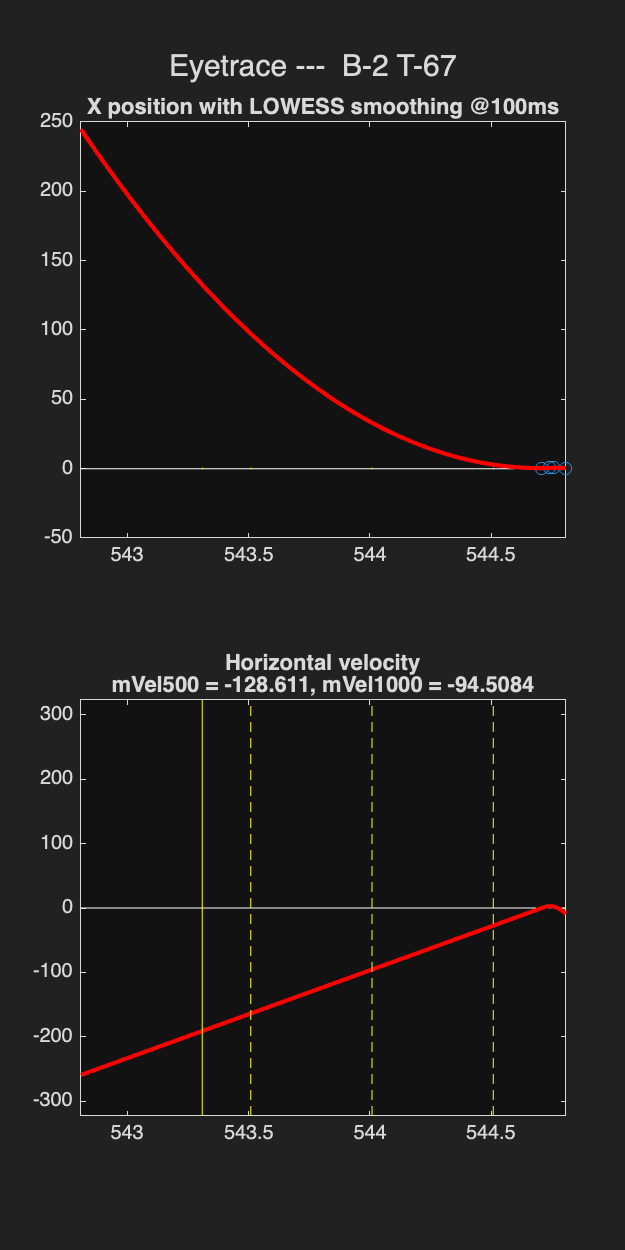 Eyetrace --- B-2 T-67
X position with LOWESS smoothing @100ms
250
200
150
100
50
0
-50
543 543.5 544 544.5
Horizontal velocity
mVel500 = -128.611, mVel1000 = -94.5084
300
200
100
0
-100
-200
-300
543 543.5 544 544.5